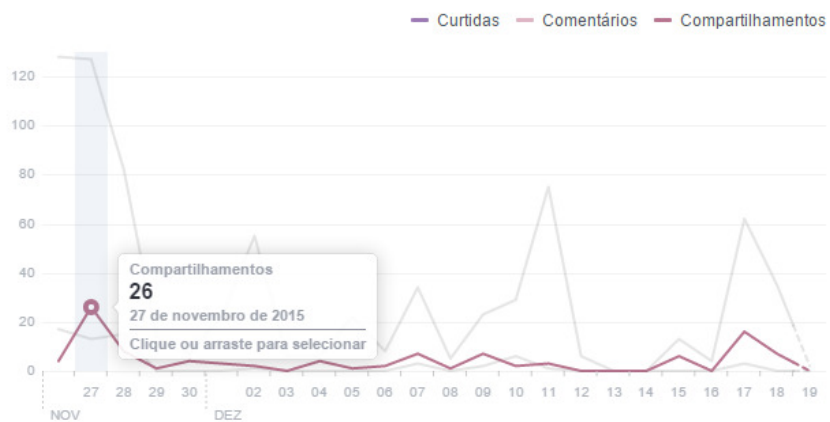 Curtidas Comentários Compartilhamentos
120
100
80
60
40
20
0
Compartilhamentos
26
27 de novembro de 2015
Clique ou arraste para selecionar
27 28 29 30 02 03 04 05 06 07 08 09 10 11 12 13 14 15 16 17 18 19
NOV DEZ